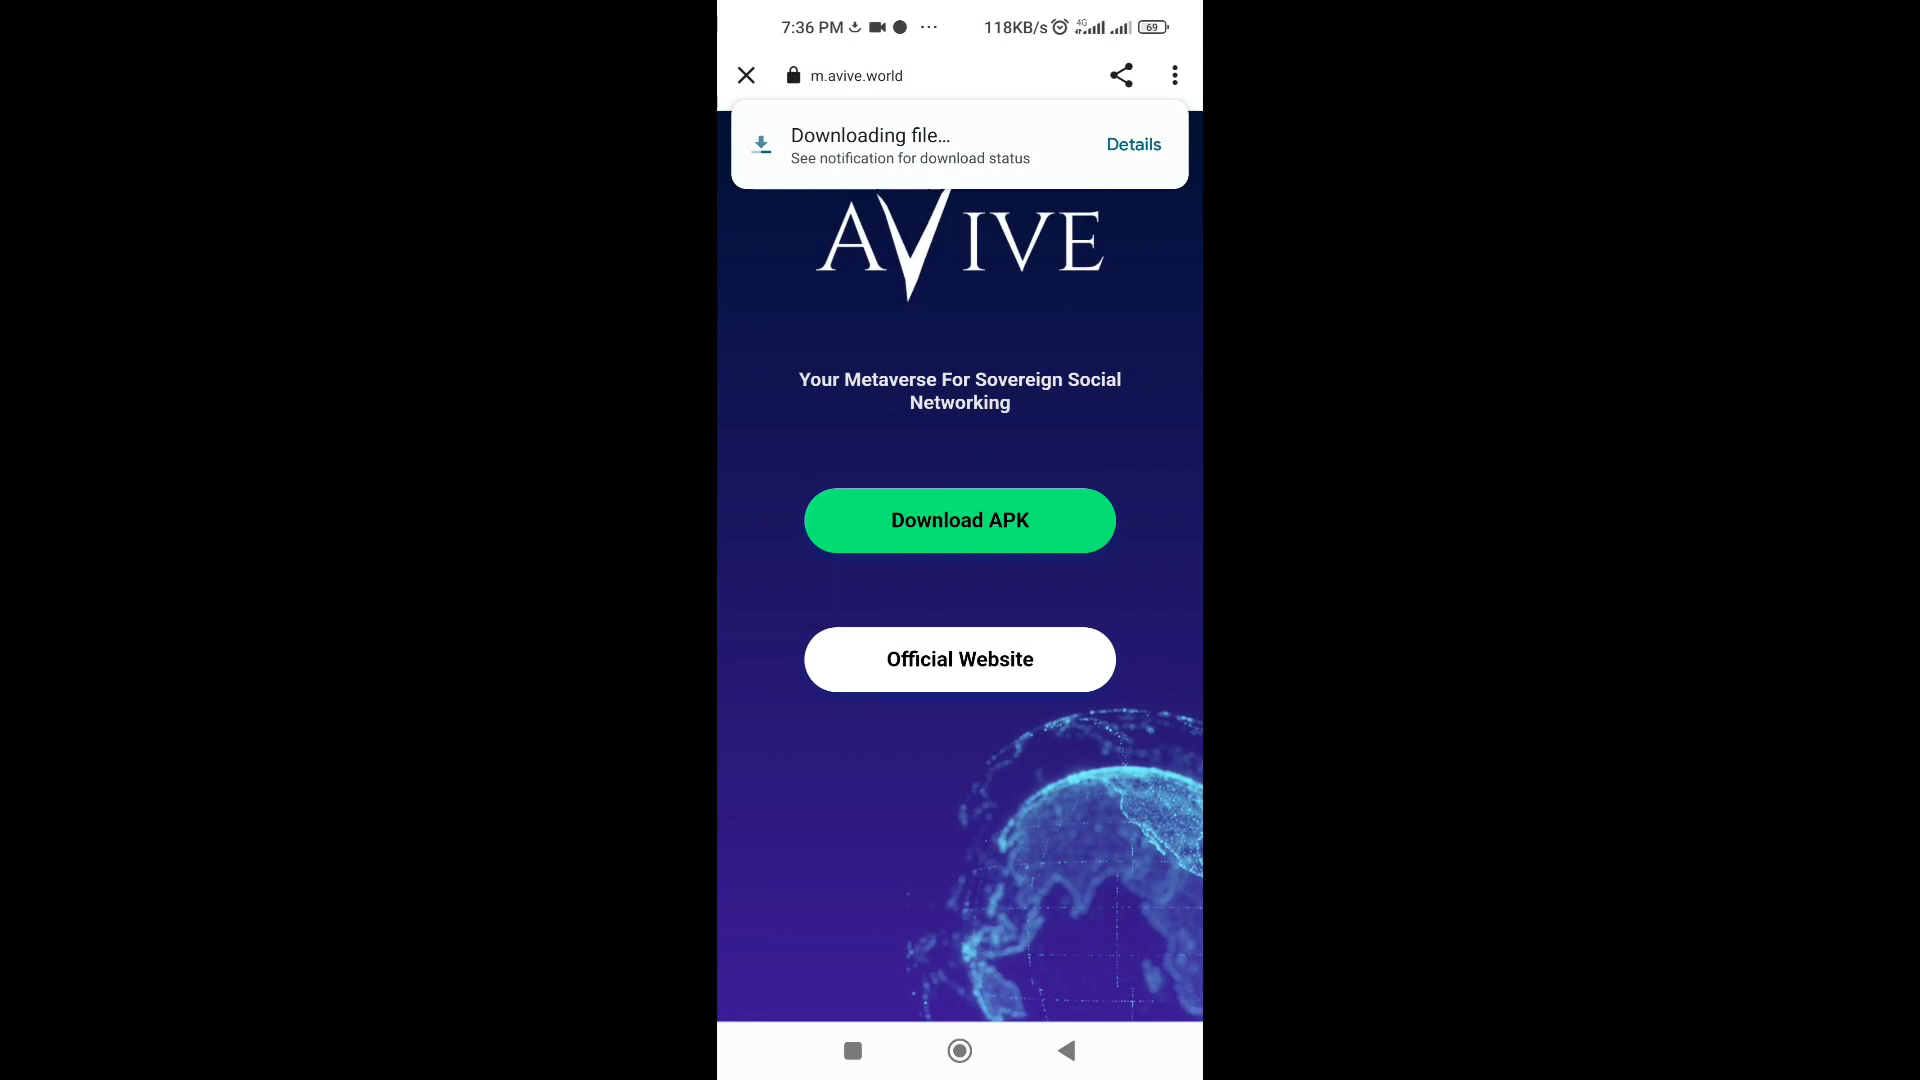 7:36 PM
118KB/s 4G 69
m.avive.world
Downloading file...
See notification for download status
Details
AVIVE
Your Metaverse For Sovereign Social
Networking
Download APK
Official Website